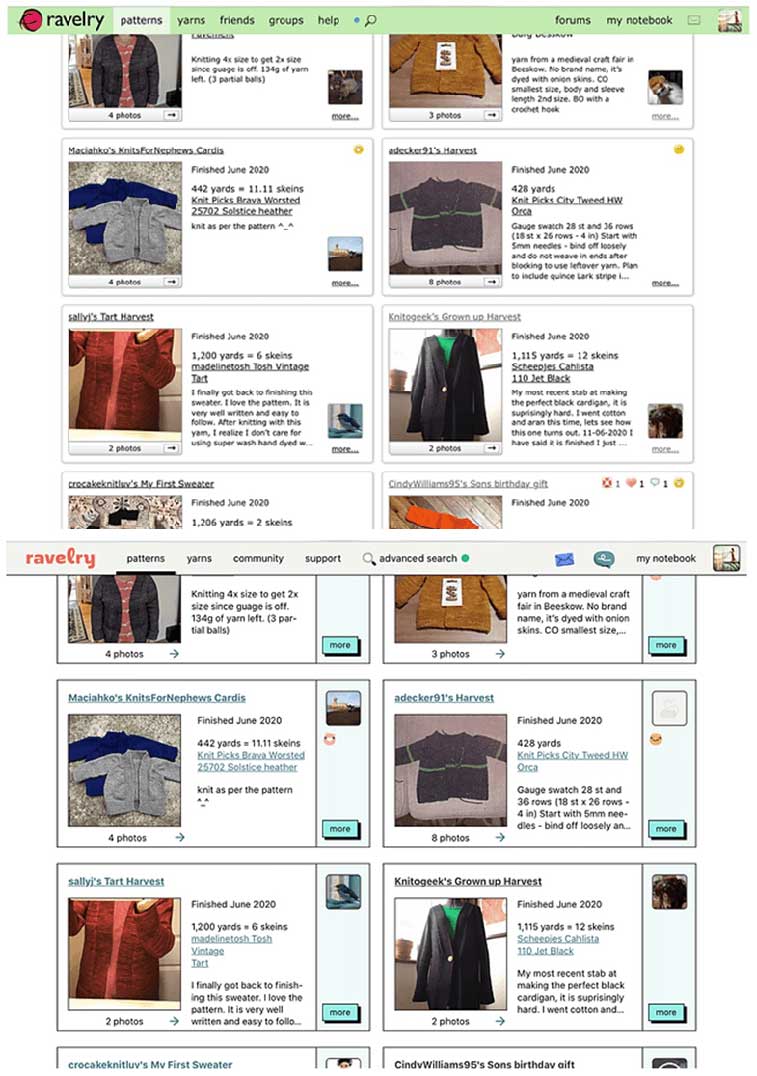 ravelry patterns yarns friends groups help forums my notebook
Pavement
Knitting 4x size to get 2x size
since guage is off. 134g of yarn
left. (3 partial balls)
4 photos
more...
Burg Beeskow
yarn from a medieval craft fair in
Beeskow. No brand name, it's
dyed with onion skins. CO
smallest size, body and sleeve
length 2nd size. BO with a
crochet hook
3 photos
more...
Maciahko's KnitsForNephews Cardis
Finished June 2020
442 yards = 11.11 skeins
Knit Picks Brava Worsted
25702 Solstice heather
knit as per the pattern ^_^
4 photos
more...
adecker91's Harvest
Finished June 2020
428 yards
Knit Picks City Tweed HW
Orca
Gauge swatch 28 st and 36 rows
(18 st x 26 rows - 4 in) Start with
5mm needles - bind off loosely
and do not weave in ends after
blocking to use leftover yarn. Plan
to include quince Lark stripe i...
8 photos
more...
sallyj's Tart Harvest
Finished June 2020
1,200 yards = 6 skeins
madelinetosh Tosh Vintage
Tart
I finally got back to finishing this
sweater. I love the pattern. It is
very well written and easy to
follow. After knitting with this
yarn, I realize I don't care for
using super wash hand dyed w...
2 photos
more...
Knitogeek's Grown up Harvest
Finished June 2020
1,115 yards = 12 skeins
Scheepjes Cahlista
110 Jet Black
My most recent stab at making
the perfect black cardigan, it is
suprisingly hard. I went cotton
and aran this time, lets see how
this one turns out. 11-06-2020 I
have said it is finished I just ...
2 photos
more...
crocakeknitluv's My First Sweater
Finished June 2020
1,206 yards = 2 skeins
CindyWilliams95's Sons birthday gift
1 1 1
Finished June 2020
ravelry patterns yarns community support advanced search my notebook
Knitting 4x size to get 2x
size since guage is off.
134g of yarn left. (3 par-
tial balls)
4 photos
more
yarn from a medieval craft
fair in Beeskow. No brand
name, it's dyed with onion
skins. CO smallest size,...
3 photos
more
Maciahko's KnitsForNephews Cardis
Finished June 2020
442 yards = 11.11 skeins
Knit Picks Brava Worsted
25702 Solstice heather
knit as per the pattern
^_^
4 photos
more
adecker91's Harvest
Finished June 2020
428 yards
Knit Picks City Tweed HW
Orca
Gauge swatch 28 st and
36 rows (18 st x 26 rows -
4 in) Start with 5mm nee-
dles - bind off loosely an...
8 photos
more
sallyj's Tart Harvest
Finished June 2020
1,200 yards = 6 skeins
madelinetosh Tosh
Vintage
Tart
I finally got back to finish-
ing this sweater. I love the
pattern. It is very well
written and easy to follo...
2 photos
more
Knitogeek's Grown up Harvest
Finished June 2020
1,115 yards = 12 skeins
Scheepjes Cahlista
110 Jet Black
My most recent stab at
making the perfect black
cardigan, it is suprisingly
hard. I went cotton and...
2 photos
more
crocakeknitluv's My First Sweater
CindyWilliams95's Sons birthday gift